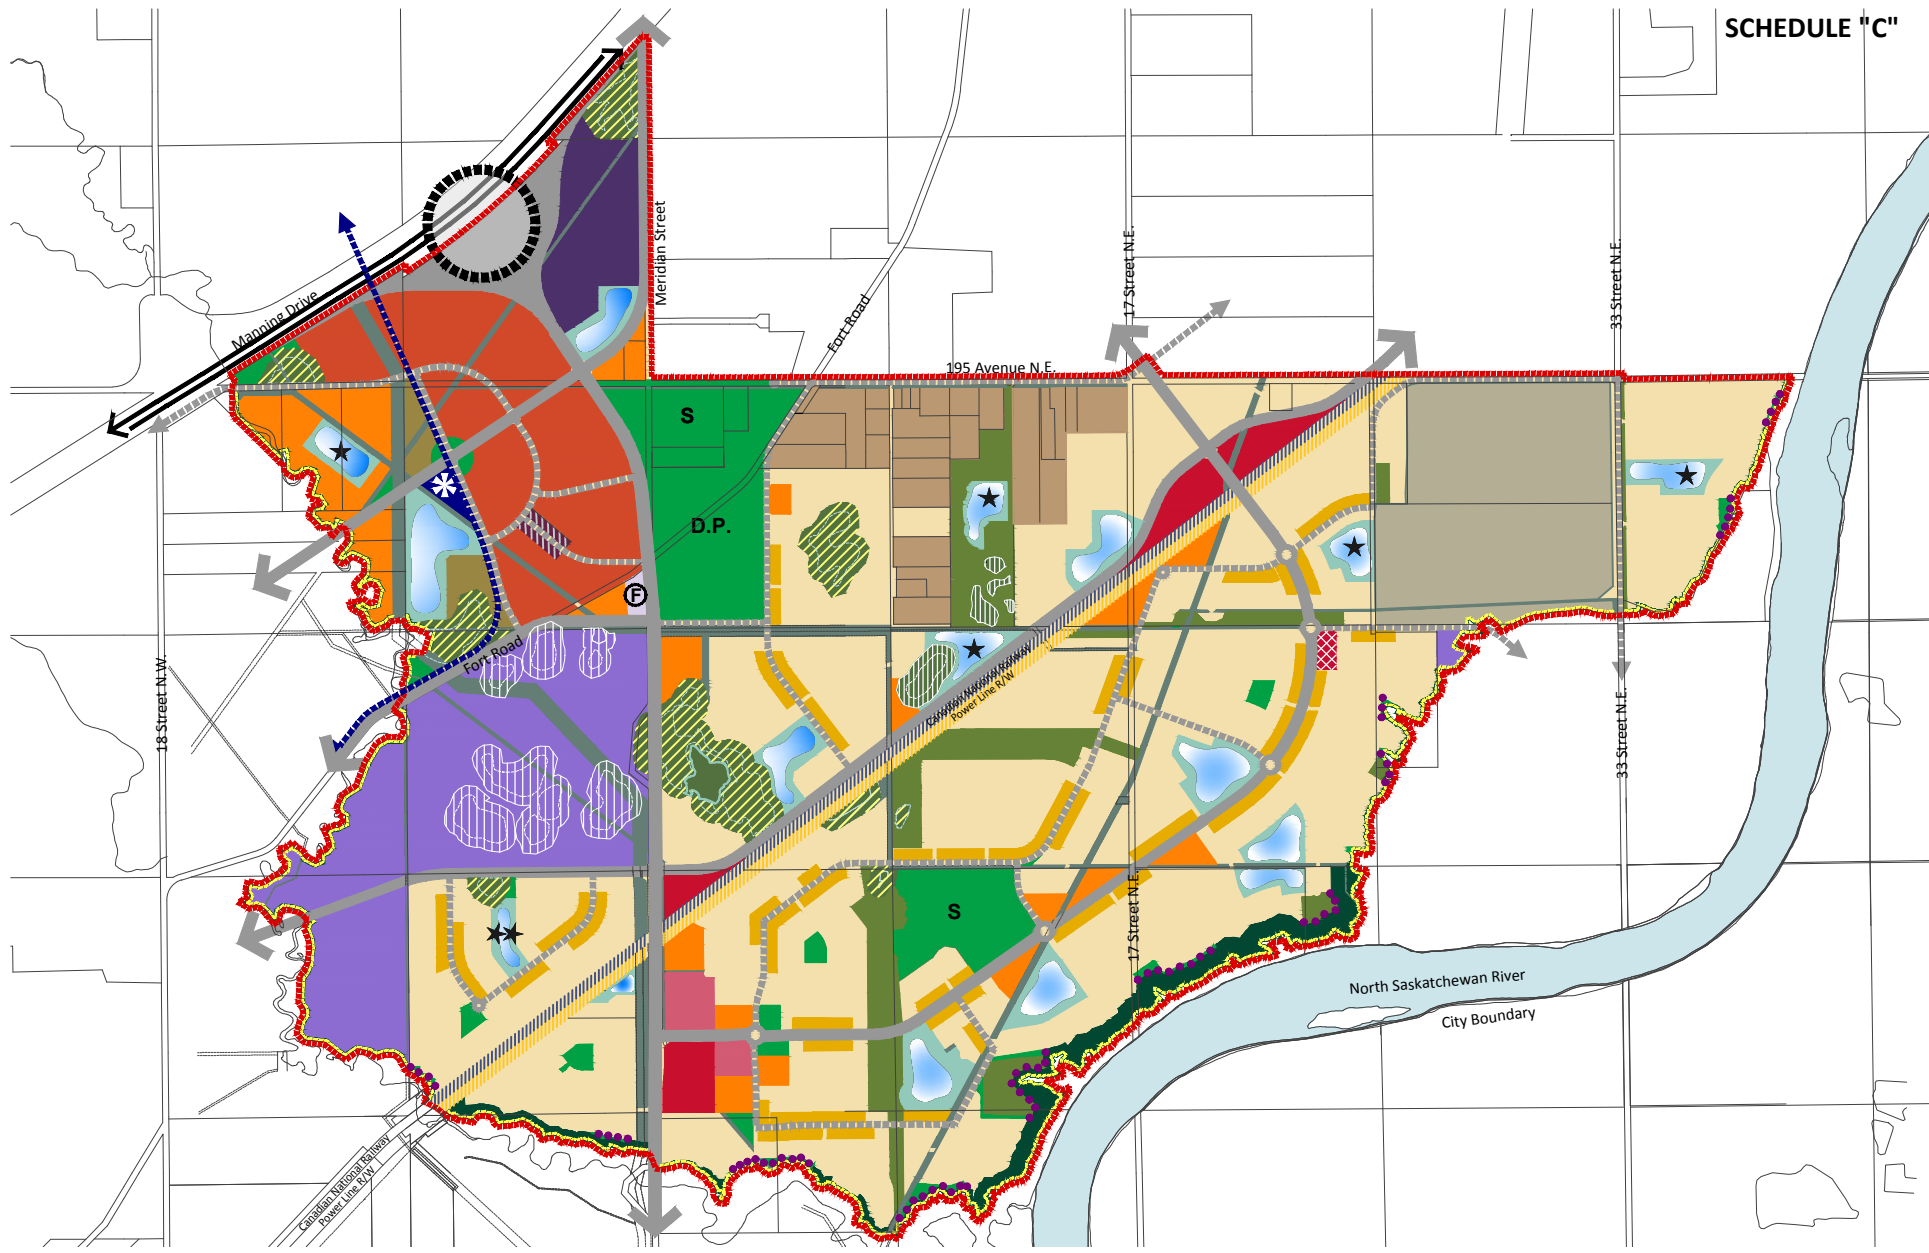 SCHEDULE "C"
Meridian Street
17 Street N.E.
33 Street N.E.
Manning Drive
Fort Road
195 Avenue N.E.
S
D.P.
F
Fort Road
18 Street N.W.
Canadian National Railway
Power Line R/W
33 Street N.E.
S
17 Street N.E.
North Saskatchewan River
City Boundary
Canadian National Railway
Power Line R/W